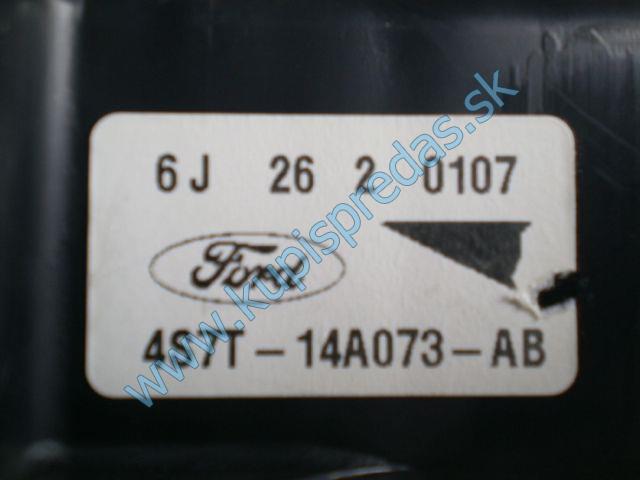 6J 26 2 0107
Ford
4S7T-14A073-AB
www.kupispredas.sk